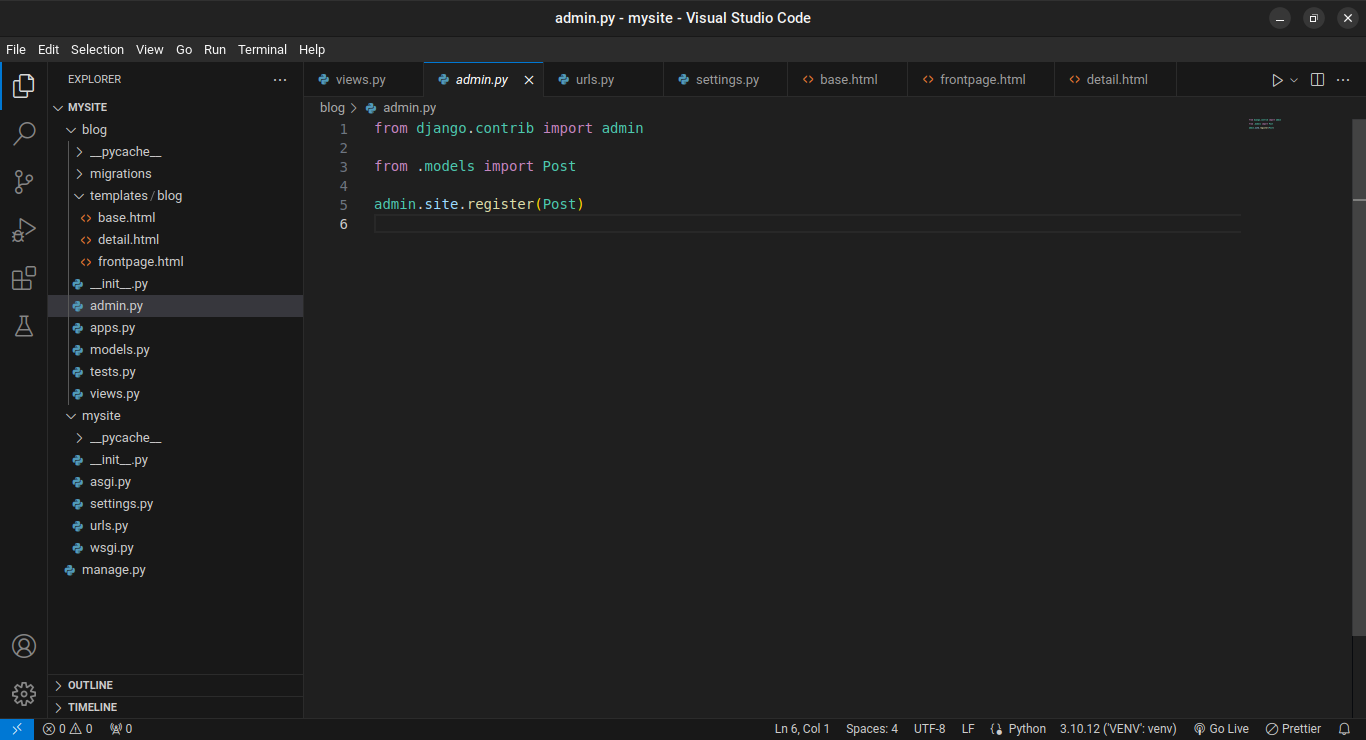 admin.py - mysite - Visual Studio Code
File Edit Selection View Go Run Terminal Help
EXPLORER
MYSITE
blog
__pycache__
migrations
templates / blog
base.html
detail.html
frontpage.html
__init__.py
admin.py
apps.py
models.py
tests.py
views.py
mysite
__pycache__
__init__.py
asgi.py
settings.py
urls.py
wsgi.py
manage.py
OUTLINE
TIMELINE
views.py admin.py urls.py settings.py base.html frontpage.html detail.html
blog > admin.py
1 from django.contrib import admin
2
3 from .models import Post
4
5 admin.site.register(Post)
6
0 0 0 Ln 6, Col 1 Spaces: 4 UTF-8 LF Python 3.10.12 ('VENV': venv) Go Live Prettier